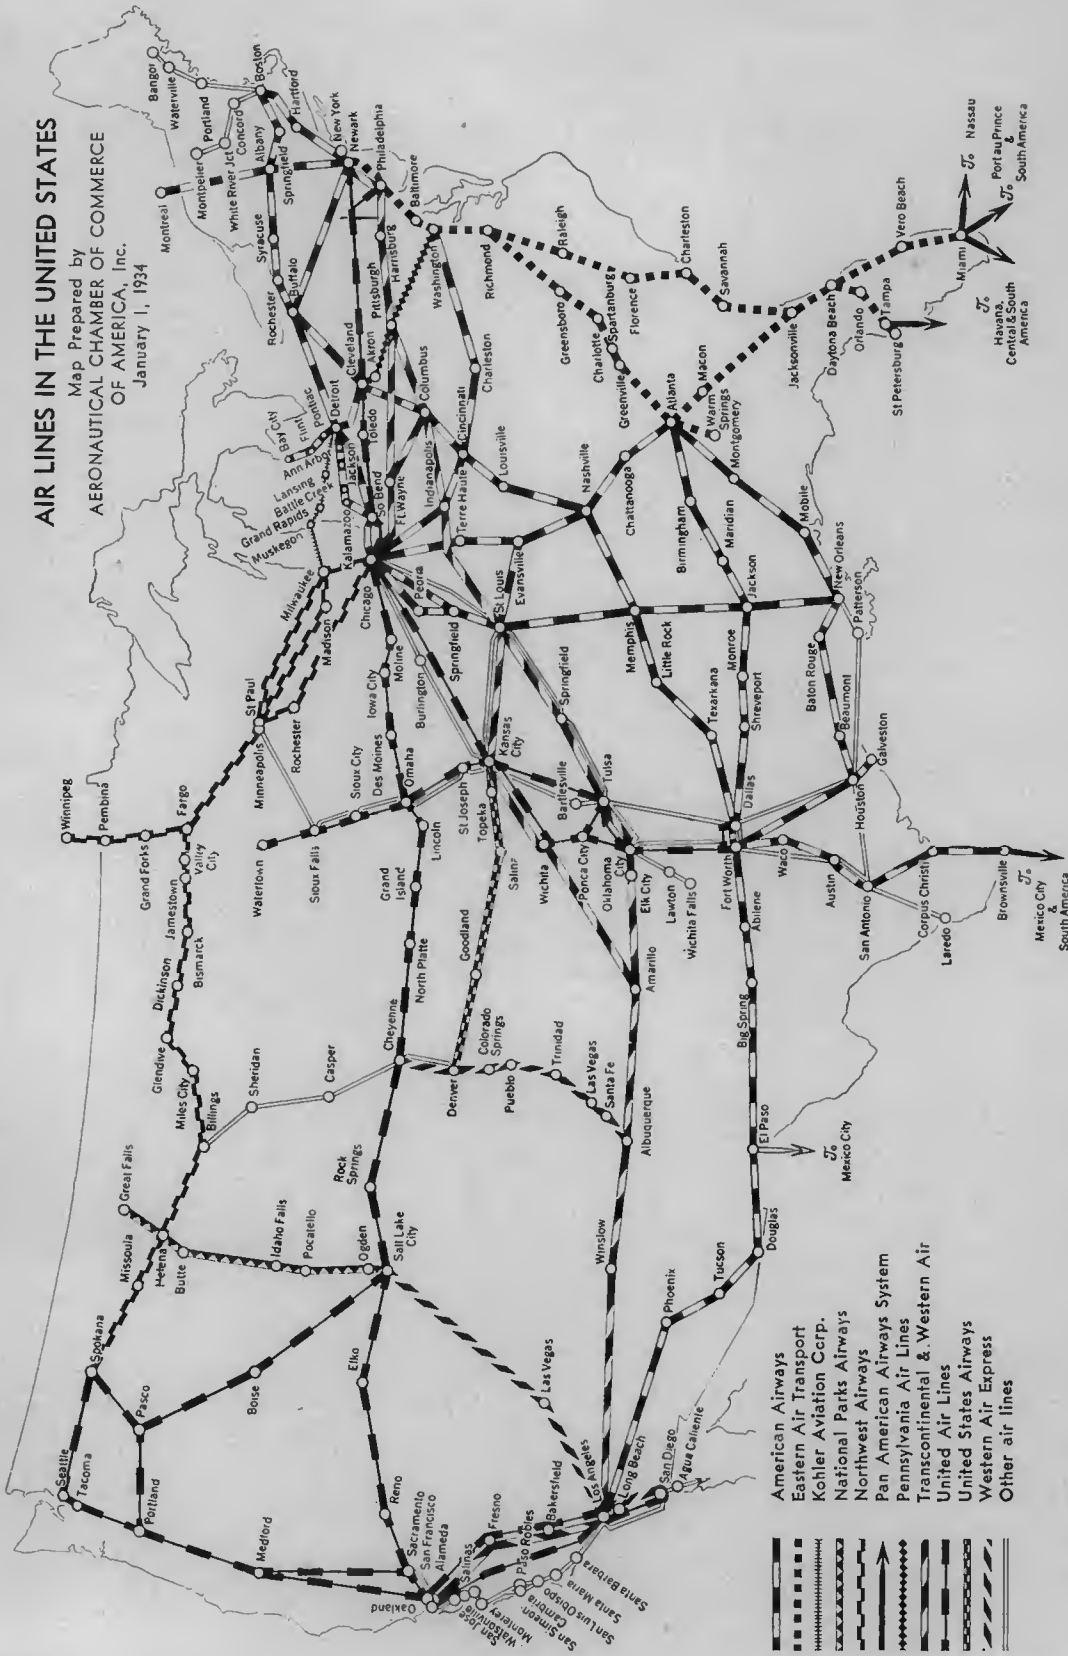 AIR LINES IN THE UNITED STATES
Map Prepared by
AERONAUTICAL CHAMBER OF COMMERCE
OF AMERICA, Inc.
January 1, 1934
Seattle
Tacoma
Portland
Spokana
Pasco
Medford
Boise
Missoula
Helena
Butte
Great Falls
Idaho Falls
Pocatello
Ogden
Salt Lake
City
Elko
Reno
Sacramento
San Francisco
Alameda
Oakland
San Jose
Watsonville
Monterey
Salinas
San Simeon
Cambria
San Luis Obispo
Paso Robles
Santa Maria
Santa Barbara
Fresno
Bakersfield
Los Angeles
Long Beach
San Diego
Agua Caliente
Las Vegas
Winslow
Phoenix
Tucson
Douglas
Billings
Miles City
Glendive
Dickinson
Bismarck
Jamestown
Valley
City
Fargo
Grand Forks
Pembina
Winnipeg
Sheridan
Casper
Rock
Springs
Cheyenne
Denver
Colorado
Springs
Pueblo
Trinidad
Las Vegas
Santa Fe
Albuquerque
El Paso
To
Mexico City
North Platte
Grand
Island
Lincoln
Omaha
Goodland
Salina
Topeka
St Joseph
Kansas
City
Wichita
Ponca City
Bartlesville
Tulsa
Oklahoma
City
Elk City
Lawton
Wichita Falls
Amarillo
Big Spring
Abilene
Fort Worth
Dallas
Waco
Austin
San Antonio
Corpus Christi
Laredo
Brownsville
To
Mexico City
&
South America
Houston
Galveston
Beaumont
Baton Rouge
Patterson
New Orleans
Watertown
Sioux Falls
Sioux City
Des Moines
Iowa City
Moline
Burlington
Minneapolis
St Paul
Rochester
Madison
Milwaukee
Chicago
Peoria
Springfield
St Louis
Springfield
Evansville
Terre Haute
Indianapolis
Ft. Wayne
So Bend
Kalamazoo
Muskegon
Grand Rapids
Battle Creek
Lansing
Jackson
Ann Arbor
Bay City
Flint
Pontiac
Detroit
Toledo
Cleveland
Akron
Columbus
Cincinnati
Louisville
Nashville
Chattanooga
Memphis
Little Rock
Texarkana
Shreveport
Monroe
Jackson
Maridian
Birmingham
Montgomery
Mobile
Atlanta
Macon
Warm
Springs
Greenville
Spartanburg
Charlotte
Greensboro
Charleston
Pittsburgh
Harrisburg
Washington
Baltimore
Philadelphia
Newark
New York
Richmond
Raleigh
Florence
Charleston
Savannah
Jacksonville
Daytona Beach
Orlando
Tampa
St Petersburg
Vero Beach
Miami
To Nassau
To Port au Prince
&
South America
To
Havana,
Central & South
America
Buffalo
Rochester
Syracuse
Albany
Springfield
Hartford
Boston
Concord
White River Jct
Montpelier
Portland
Waterville
Bangor
Montreal
American Airways
Eastern Air Transport
Kohler Aviation Corp.
National Parks Airways
Northwest Airways
Pan American Airways System
Pennsylvania Air Lines
Transcontinental & Western Air
United Air Lines
United States Airways
Western Air Express
Other air lines